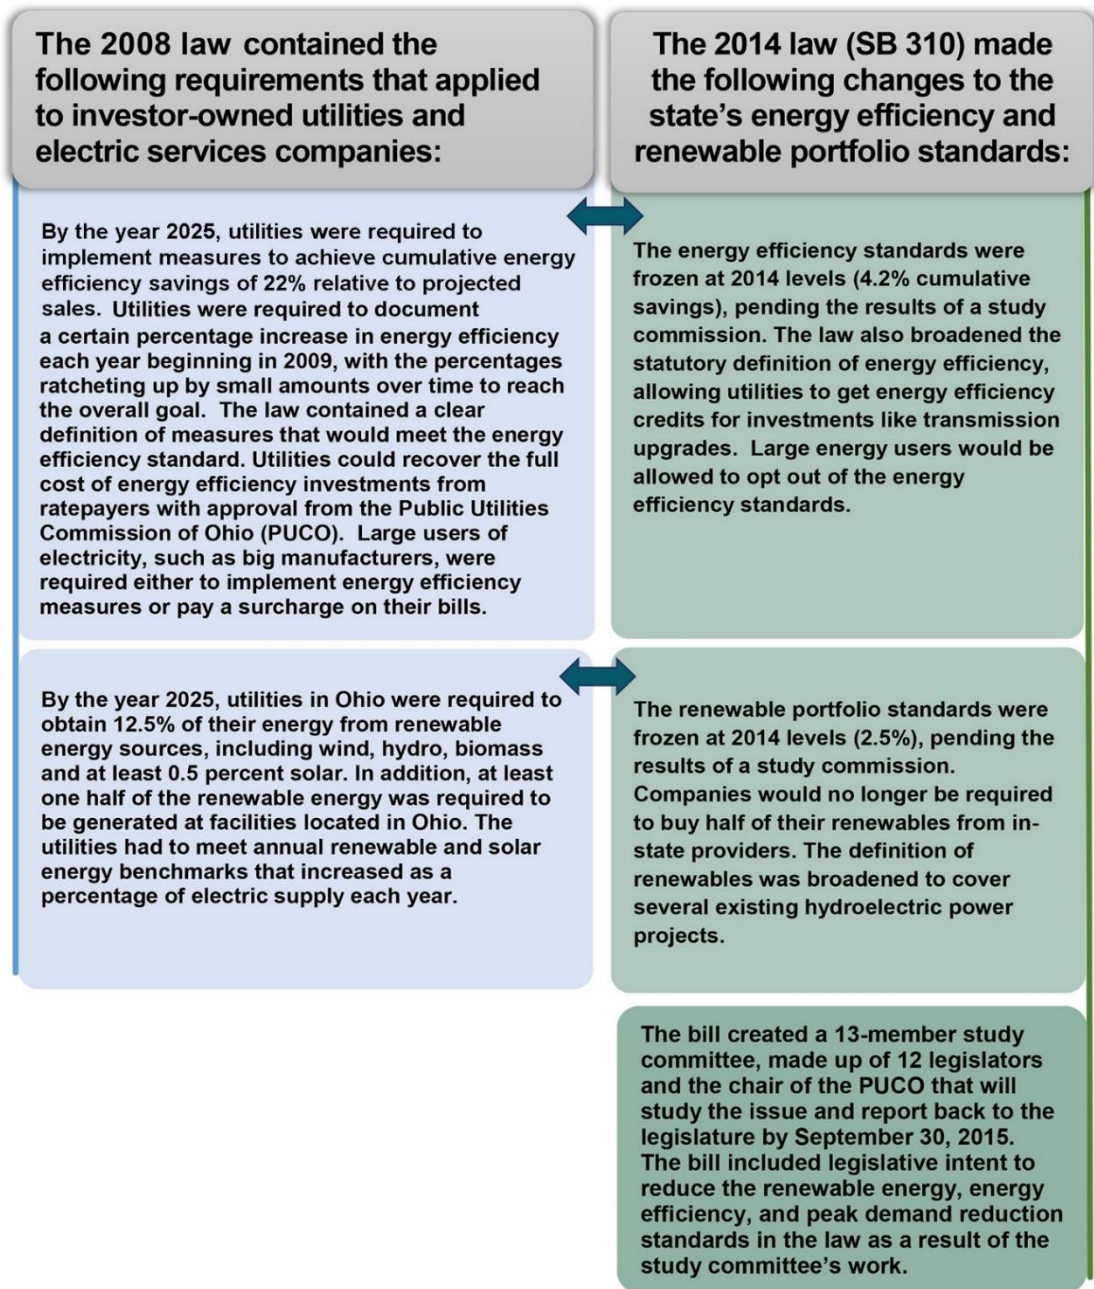 The 2008 law contained the
following requirements that applied
to investor-owned utilities and
electric services companies:
By the year 2025, utilities were required to
implement measures to achieve cumulative energy
efficiency savings of 22% relative to projected
sales. Utilities were required to document
a certain percentage increase in energy efficiency
each year beginning in 2009, with the percentages
ratcheting up by small amounts over time to reach
the overall goal. The law contained a clear
definition of measures that would meet the energy
efficiency standard. Utilities could recover the full
cost of energy efficiency investments from
ratepayers with approval from the Public Utilities
Commission of Ohio (PUCO). Large users of
electricity, such as big manufacturers, were
required either to implement energy efficiency
measures or pay a surcharge on their bills.
By the year 2025, utilities in Ohio were required to
obtain 12.5% of their energy from renewable
energy sources, including wind, hydro, biomass
and at least 0.5 percent solar. In addition, at least
one half of the renewable energy was required to
be generated at facilities located in Ohio. The
utilities had to meet annual renewable and solar
energy benchmarks that increased as a
percentage of electric supply each year.
The 2014 law (SB 310) made
the following changes to the
state’s energy efficiency and
renewable portfolio standards:
The energy efficiency standards were
frozen at 2014 levels (4.2% cumulative
savings), pending the results of a study
commission. The law also broadened the
statutory definition of energy efficiency,
allowing utilities to get energy efficiency
credits for investments like transmission
upgrades. Large energy users would be
allowed to opt out of the energy
efficiency standards.
The renewable portfolio standards were
frozen at 2014 levels (2.5%), pending the
results of a study commission.
Companies would no longer be required
to buy half of their renewables from in-
state providers. The definition of
renewables was broadened to cover
several existing hydroelectric power
projects.
The bill created a 13-member study
committee, made up of 12 legislators
and the chair of the PUCO that will
study the issue and report back to the
legislature by September 30, 2015.
The bill included legislative intent to
reduce the renewable energy, energy
efficiency, and peak demand reduction
standards in the law as a result of the
study committee’s work.